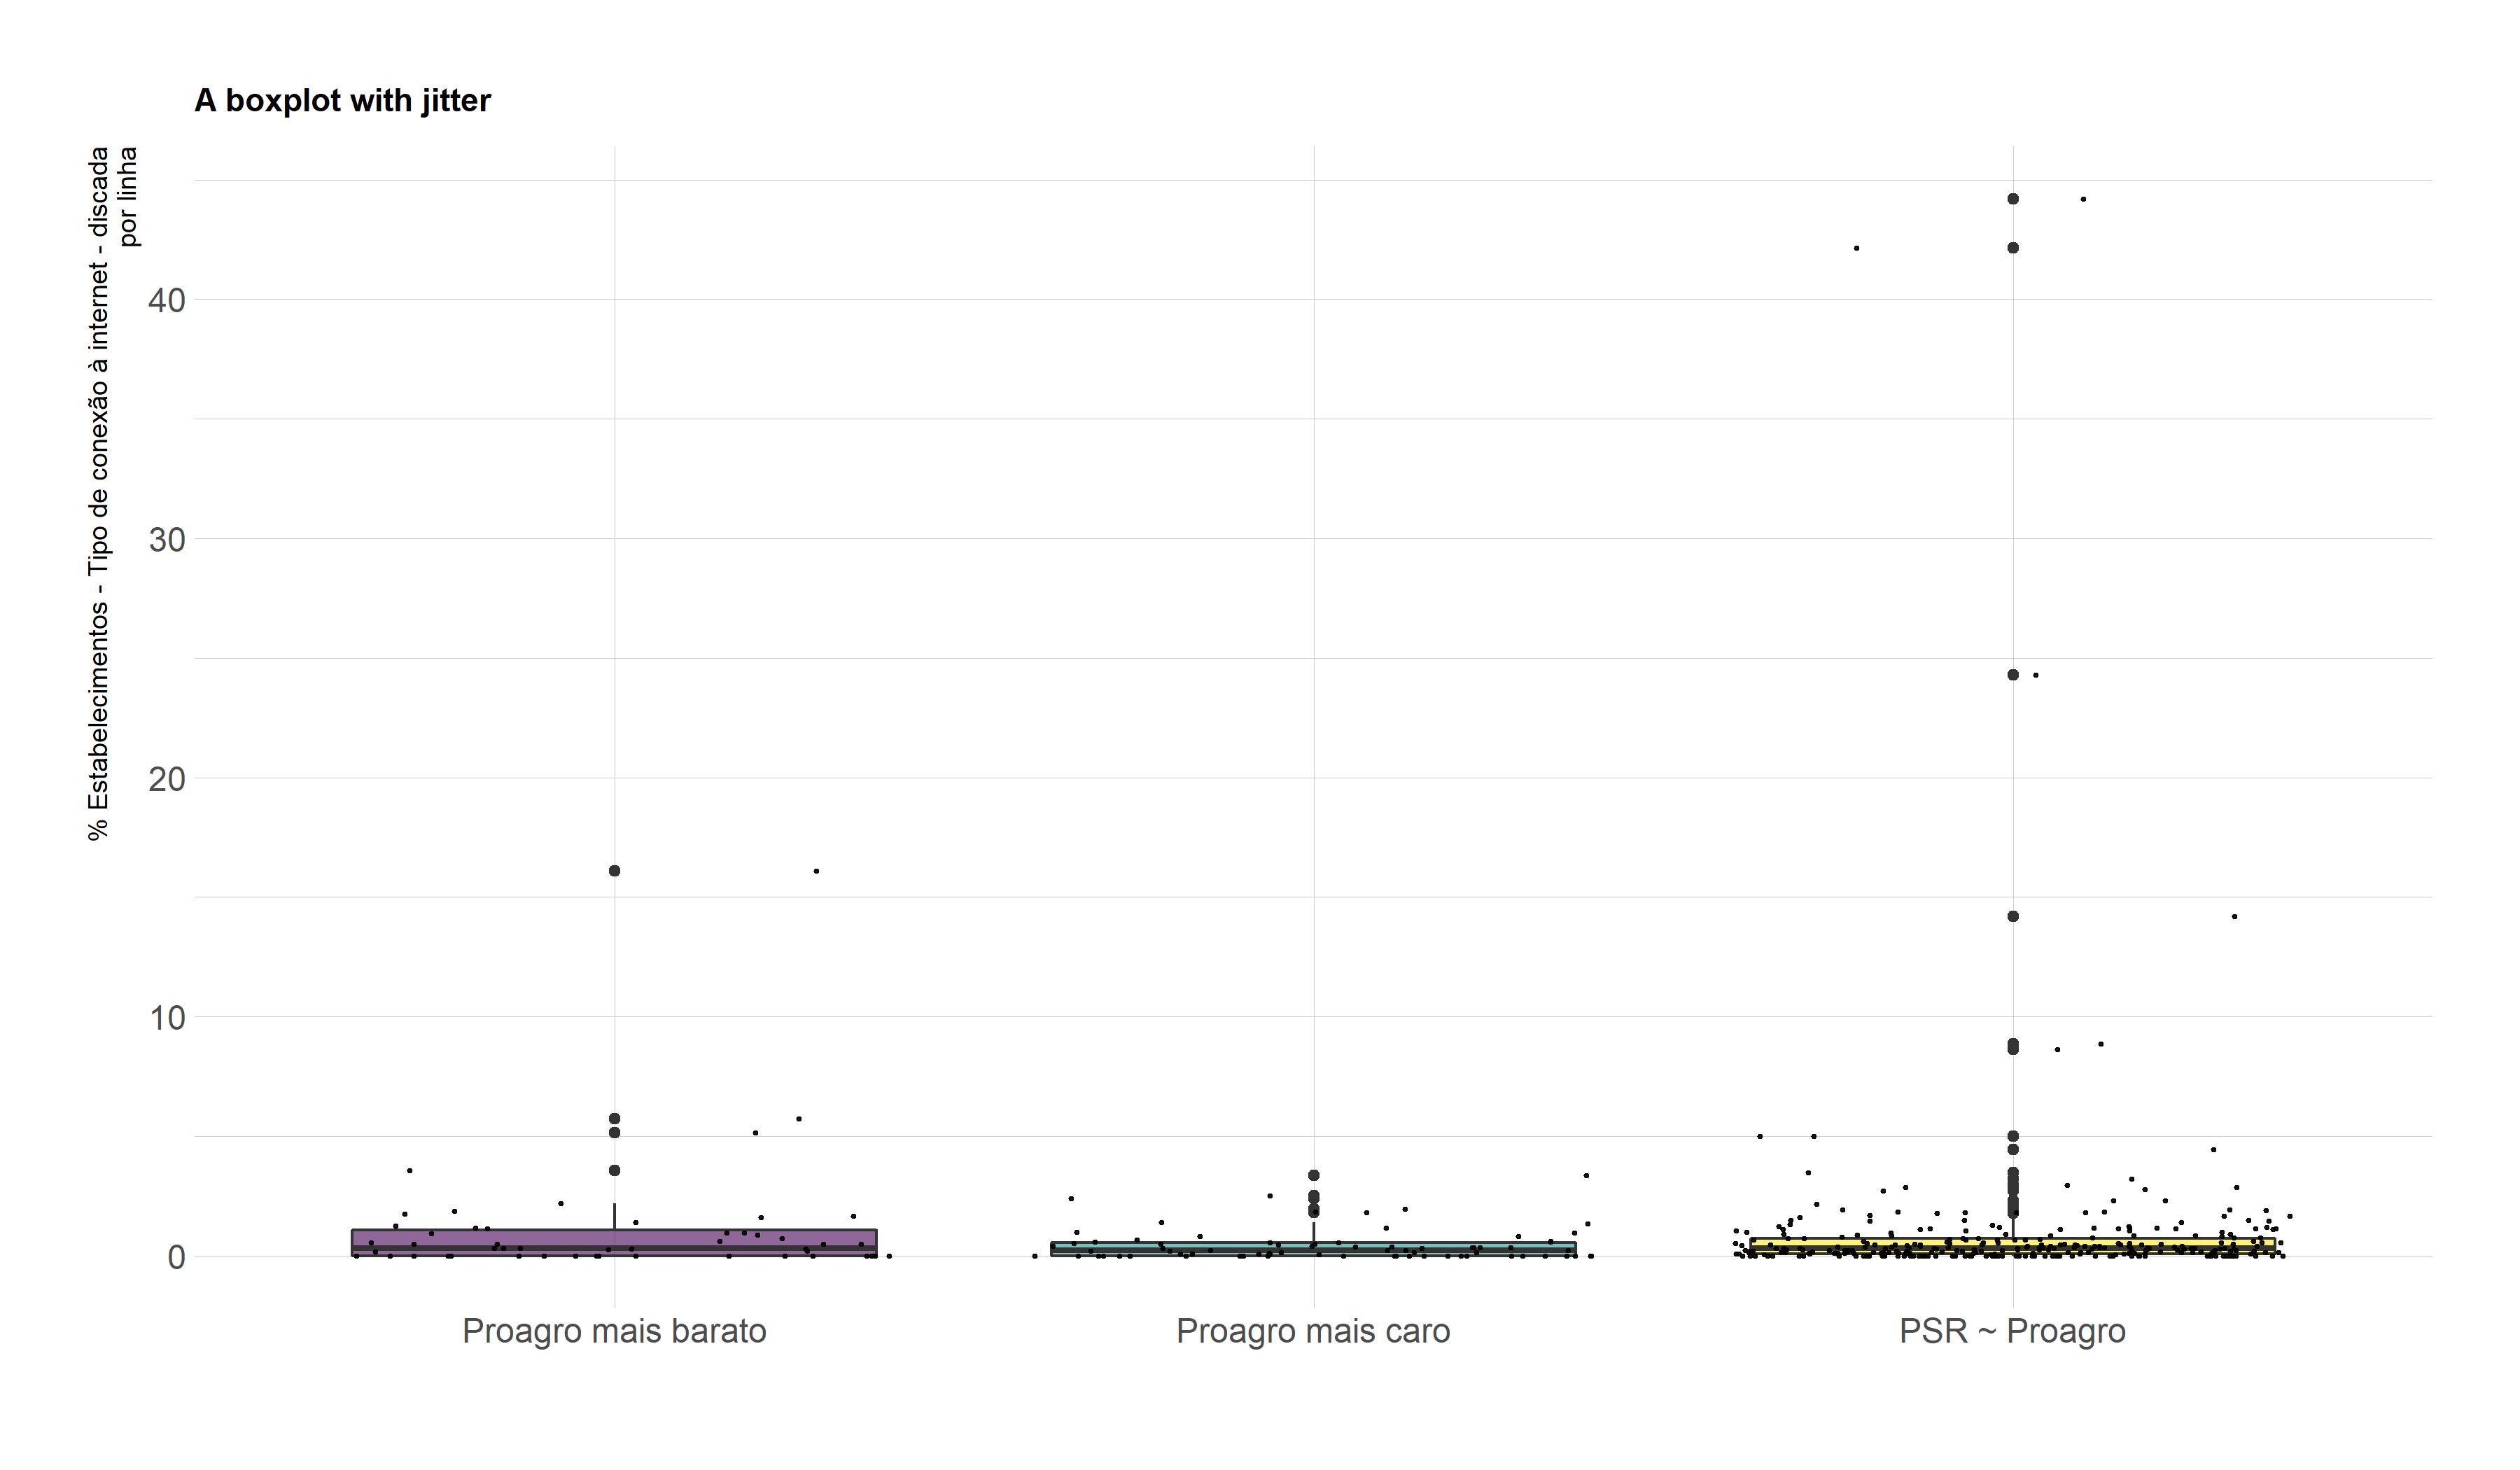 A boxplot with jitter
% Estabelecimentos - Tipo de conexão à internet - discada
por linha
40
30
20
10
0
Proagro mais barato
Proagro mais caro
PSR ~ Proagro